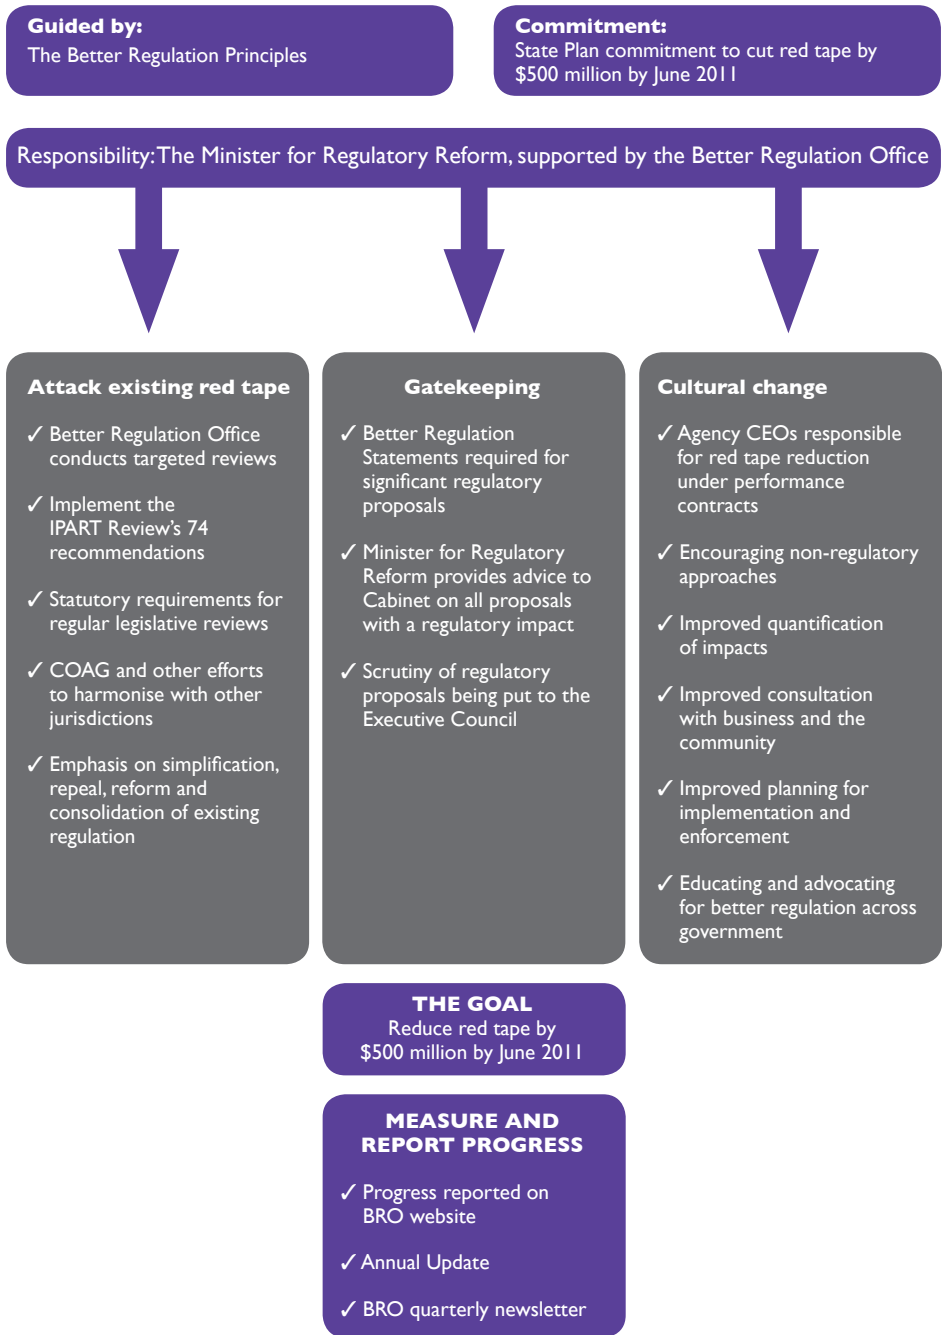 Guided by:
The Better Regulation Principles
Commitment:
State Plan commitment to cut red tape by
$500 million by June 2011
Responsibility: The Minister for Regulatory Reform, supported by the Better Regulation Office
Attack existing red tape
✓ Better Regulation Office
conducts targeted reviews
✓ Implement the
IPART Review’s 74
recommendations
✓ Statutory requirements for
regular legislative reviews
✓ COAG and other efforts
to harmonise with other
jurisdictions
✓ Emphasis on simplification,
repeal, reform and
consolidation of existing
regulation
Gatekeeping
✓ Better Regulation
Statements required for
significant regulatory
proposals
✓ Minister for Regulatory
Reform provides advice to
Cabinet on all proposals
with a regulatory impact
✓ Scrutiny of regulatory
proposals being put to the
Executive Council
Cultural change
✓ Agency CEOs responsible
for red tape reduction
under performance
contracts
✓ Encouraging non-regulatory
approaches
✓ Improved quantification
of impacts
✓ Improved consultation
with business and the
community
✓ Improved planning for
implementation and
enforcement
✓ Educating and advocating
for better regulation across
government
THE GOAL
Reduce red tape by
$500 million by June 2011
MEASURE AND
REPORT PROGRESS
✓ Progress reported on
BRO website
✓ Annual Update
✓ BRO quarterly newsletter